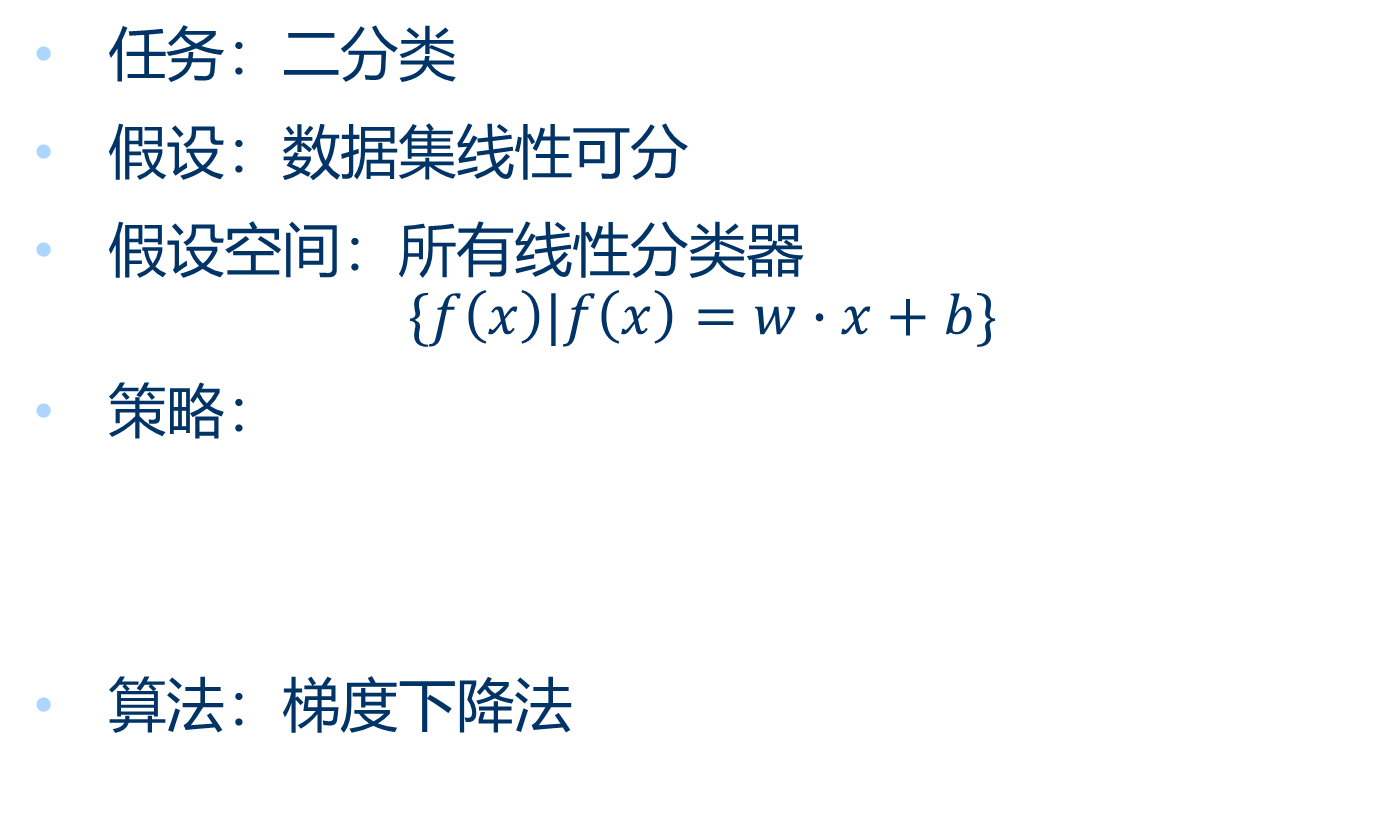 • 任务：二分类
• 假设：数据集线性可分
• 假设空间：所有线性分类器
{f(x)|f(x) = w · x + b}
• 策略：
• 算法：梯度下降法